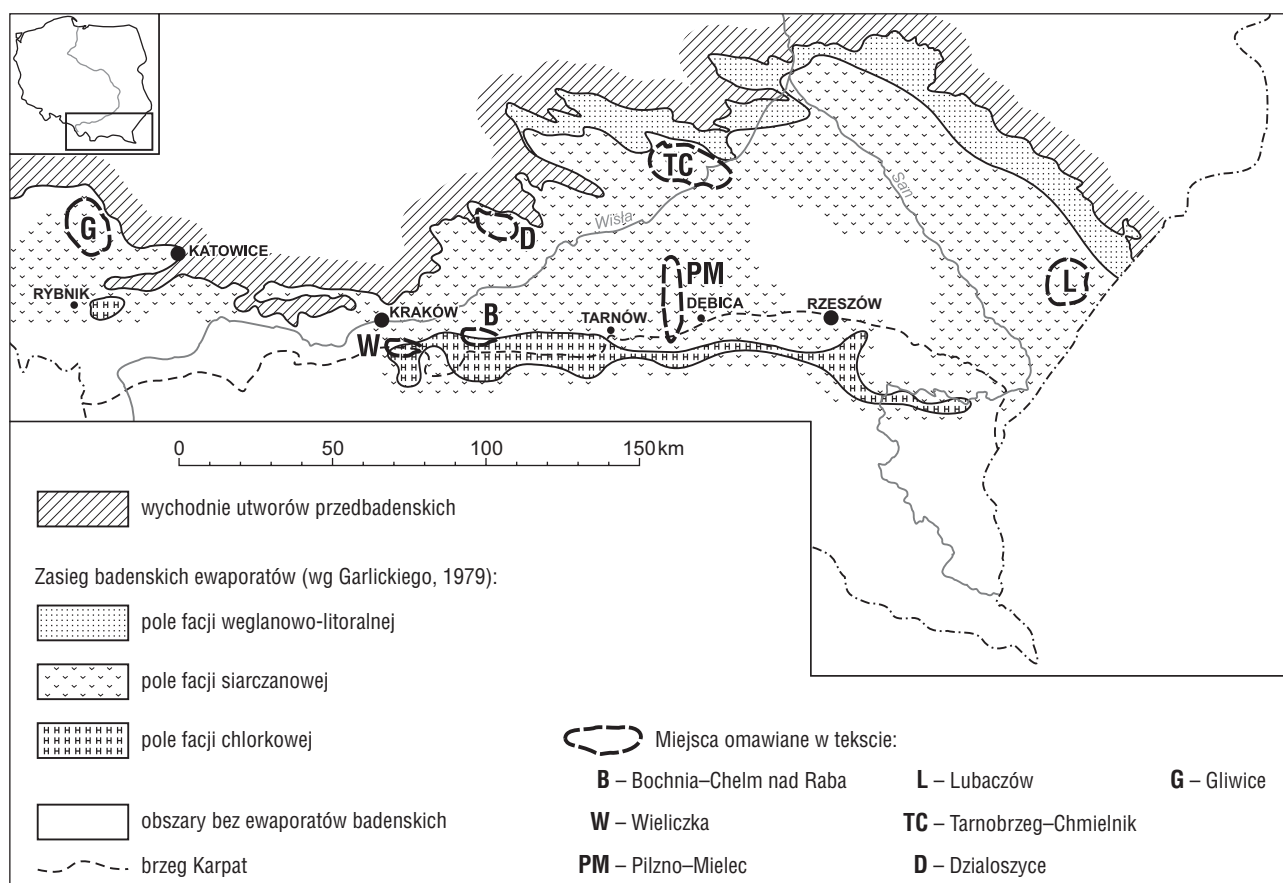 TC
San
Wisła
G
D
KATOWICE
PM
L
RYBNIK
DĘBICA
RZESZÓW
KRAKÓW
B
TARNÓW
W
0 50 100 150 km
wychodnie utworów przedbadenskich
Zasieg badenskich ewaporatów (wg Garlickiego, 1979):
pole facji weglanowo-litoralnej
pole facji siarczanowej
pole facji chlorkowej
obszary bez ewaporatów badenskich
brzeg Karpat
Miejsca omawiane w tekscie:
B – Bochnia–Chelm nad Raba
L – Lubaczów
G – Gliwice
W – Wieliczka
TC – Tarnobrzeg–Chmielnik
PM – Pilzno–Mielec
D – Dzialoszyce